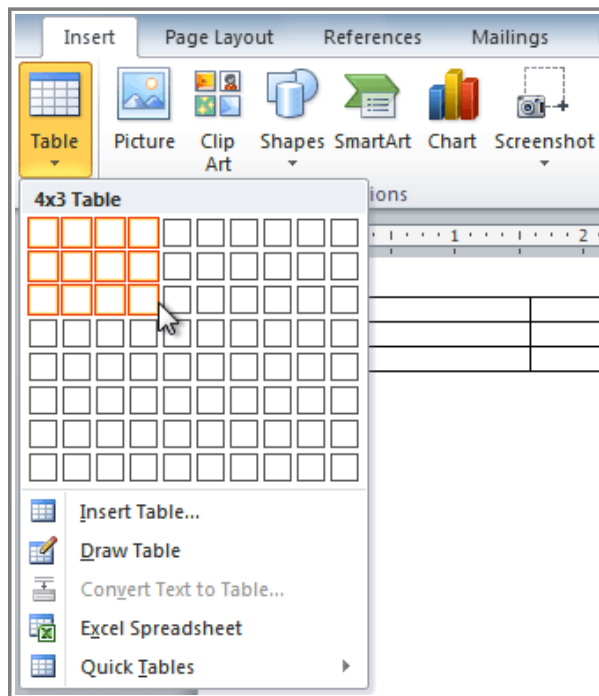 Insert Page Layout References Mailings
Table Picture Clip Art Shapes SmartArt Chart Screenshot
4x3 Table
ions
1 2
Insert Table...
Draw Table
Convert Text to Table...
Excel Spreadsheet
Quick Tables